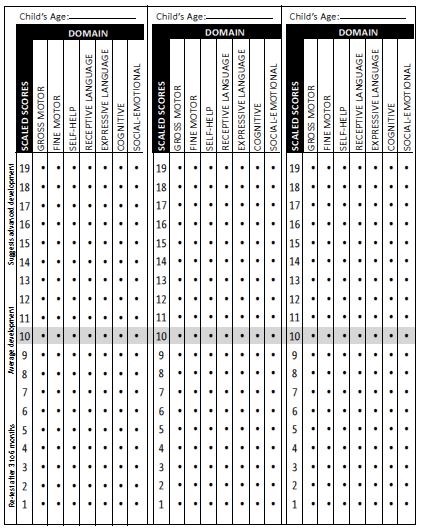 Child's Age: Child's Age: Child's Age:
DOMAIN DOMAIN DOMAIN
SCALED SCORES GROSS MOTOR FINE MOTOR SELF-HELP RECEPTIVE LANGUAGE EXPRESSIVE LANGUAGE COGNITIVE SOCIAL-EMOTIONAL SCALED SCORES GROSS MOTOR FINE MOTOR SELF-HELP RECEPTIVE LANGUAGE EXPRESSIVE LANGUAGE COGNITIVE SOCIAL-EMOTIONAL SCALED SCORES GROSS MOTOR FINE MOTOR SELF-HELP RECEPTIVE LANGUAGE EXPRESSIVE LANGUAGE COGNITIVE SOCIAL-EMOTIONAL
Suggests advanced development
19 19 19
18 18 18
17 17 17
16 16 16
15 15 15
14 14 14
13 13 13
12 12 12
Average development
11 11 11
10 10 10
9 9 9
8 8 8
7 7 7
6 6 6
Re-test after 3 to 6 months
5 5 5
4 4 4
3 3 3
2 2 2
1 1 1